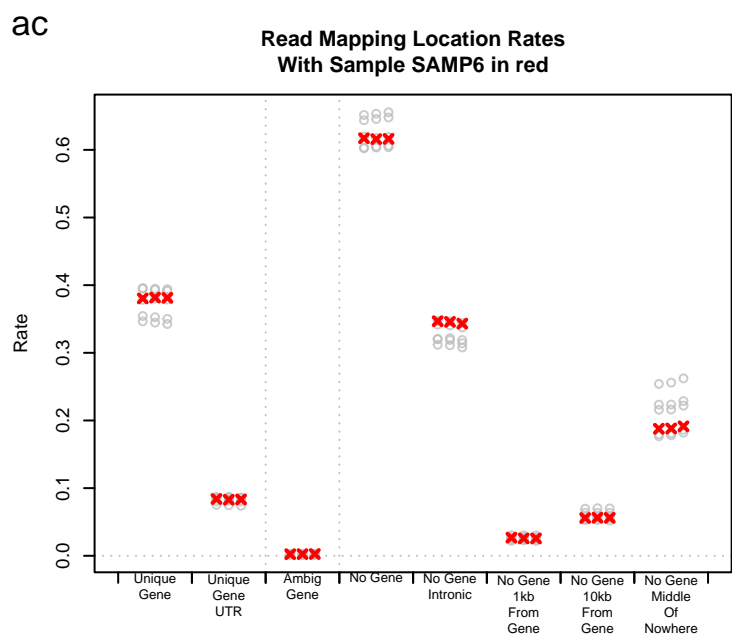 ac
Read Mapping Location Rates
With Sample SAMP6 in red
Rate
0.6
0.5
0.4
0.3
0.2
0.1
0.0
Unique
Gene
Unique
Gene
UTR
Ambig
Gene
No Gene
No Gene
Intronic
No Gene
1kb
From
Gene
No Gene
10kb
From
Gene
No Gene
Middle
Of
Nowhere